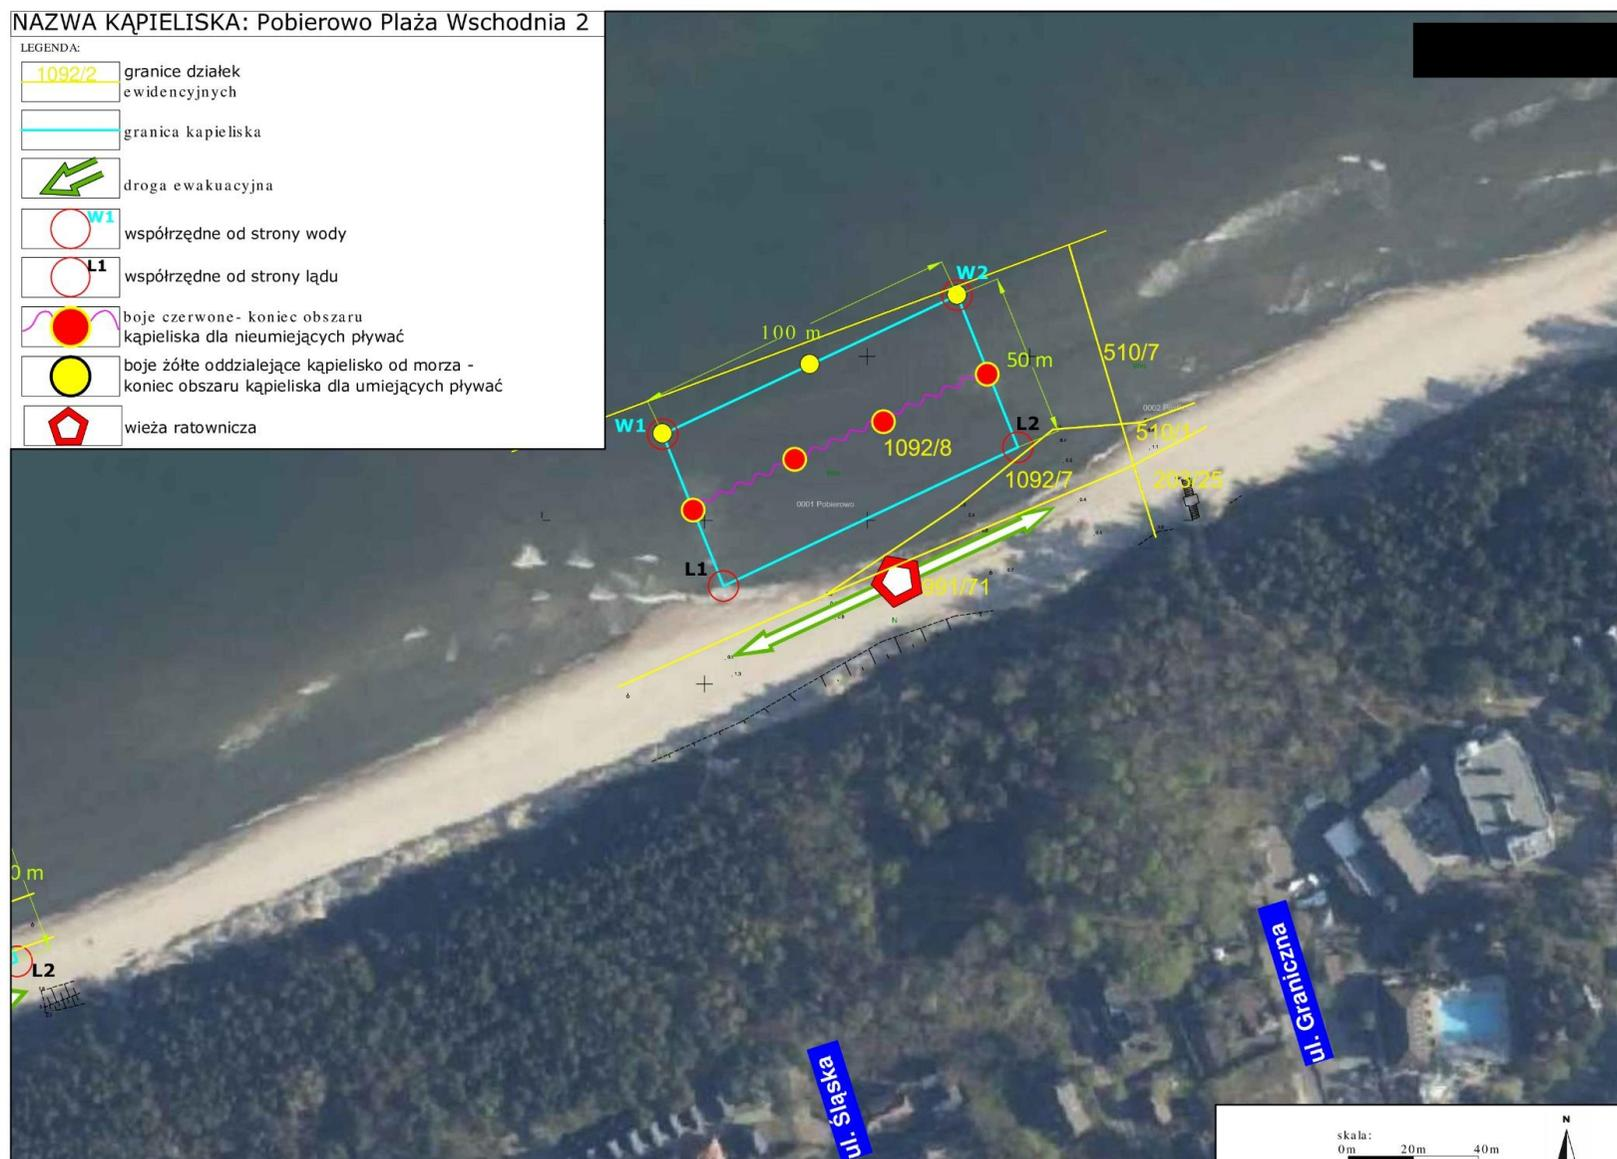 NAZWA KĄPIELISKA: Pobierowo Plaża Wschodnia 2
LEGENDA:
1092/2
granice działek
ewidencyjnych
granica kapieliska
droga ewakuacyjna
W1
współrzędne od strony wody
L1
współrzędne od strony lądu
boje czerwone- koniec obszaru
kąpieliska dla nieumiejących pływać
boje żółte oddzialejące kąpielisko od morza -
koniec obszaru kąpieliska dla umiejących pływać
wieża ratownicza
W2
100 m
50 m
510/7
W1
L2
1092/8
510/1
1092/7
203/25
0001 Pobierowo
L1
991/71
N
0 m
L2
ul. Graniczna
ul. Śląska
skala:
0m 20m 40m
N